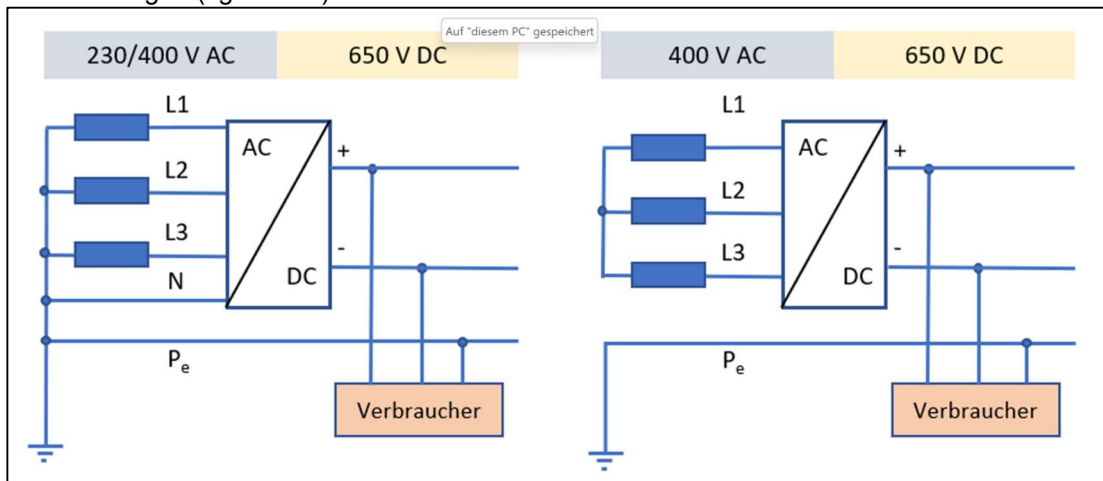 Auf "diesem PC" gespeichert
230/400 V AC 650 V DC
L1
AC
+
L2
L3
-
N
DC
Pe
Verbraucher
400 V AC 650 V DC
L1
AC
+
L2
-
L3
DC
Pe
Verbraucher